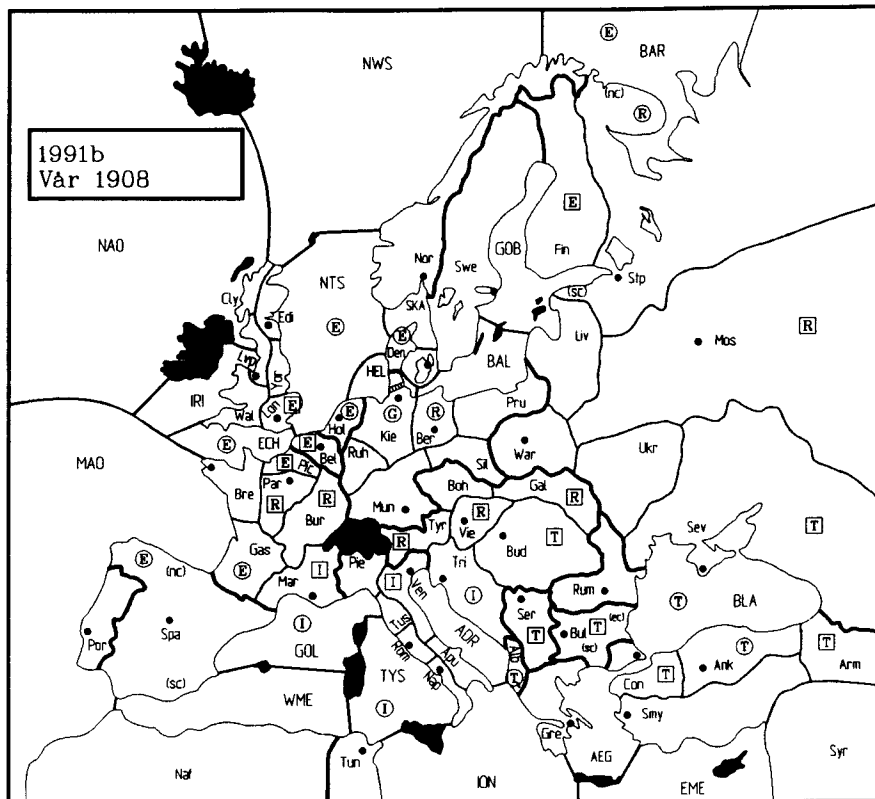 E
BAR
NWS
(nc)
R
1991b
Vår 1908
E
NAO
GOB
Fin
Nor
Swe
Stp
NTS
(sc)
Cly
SKA
R
Edi
E
E
Mos
Liv
Den
Lvp
Yor
HEL
BAL
IRI
Pru
Wal
Lon
E
Hol
E
G
R
Kie
Ber
Ukr
E
ECH
E
Bel
War
MAO
E
Pic
Ruh
Sil
Par
Boh
Gal
Bre
R
R
R
Sev
Bur
Mun
R
T
Tyr
Vie
T
Bud
E
Gas
R
(nc)
E
I
Pie
Tri
Mar
I
Ven
I
Rum
T
BLA
Ser
Spa
I
Tus
T
(ec)
Por
GOL
ADR
T
Bul
T
T
Rom
Alb
(sc)
Apu
Ank
(sc)
TYS
Nap
T
Con
T
Arm
WME
I
Smy
Gre
Tun
AEG
Syr
Naf
ION
EME